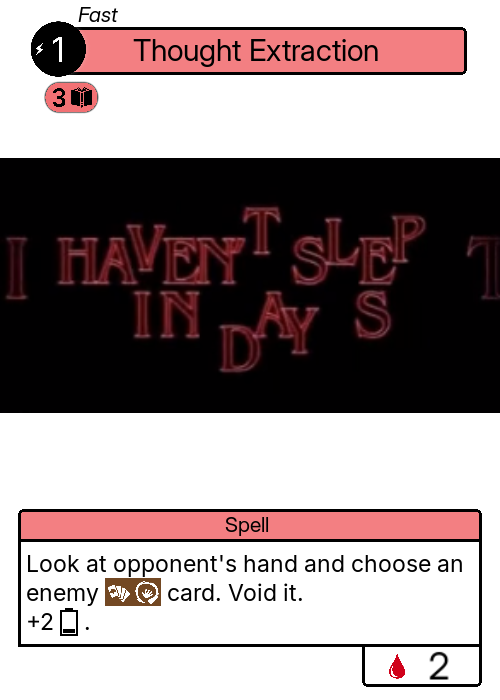 Fast
1 Thought Extraction
3
I HAVEN'T SLEP T
IN DAYS
Spell
Look at opponent's hand and choose an
enemy card. Void it.
+2 .
2